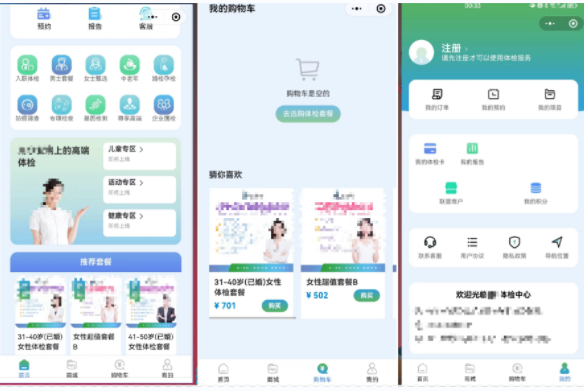 预约
报告
客服
入职体检
男士套餐
女士甄选
中老年
婚检孕检
阶梯筛查
专项检查
基因检测
尊享高端
企业团检
上的高端
体检
儿童专区 >
即将上线
活动专区 >
即将上线
健康专区 >
即将上线
推荐套餐
31-40岁(已婚)
女性体检套餐
女性超值套餐
B
41-50岁(已婚)
女性体检套餐
首页
商城
购物车
我的
我的购物车
购物车是空的
去选购体检套餐
猜你喜欢
31-40岁(已婚)女性
体检套餐
¥ 701
购买
女性超值套餐B
¥ 502
购买
首页
商城
购物车
我的
00:33
注册 >
请先注册才可以使用体检服务
我的订单
我的预约
我的项目
我的体检卡
我的报告
联盟商户
我的积分
联系客服
用户协议
隐私政策
导航位置
欢迎光临
体检中心
首页
商城
购物车
我的